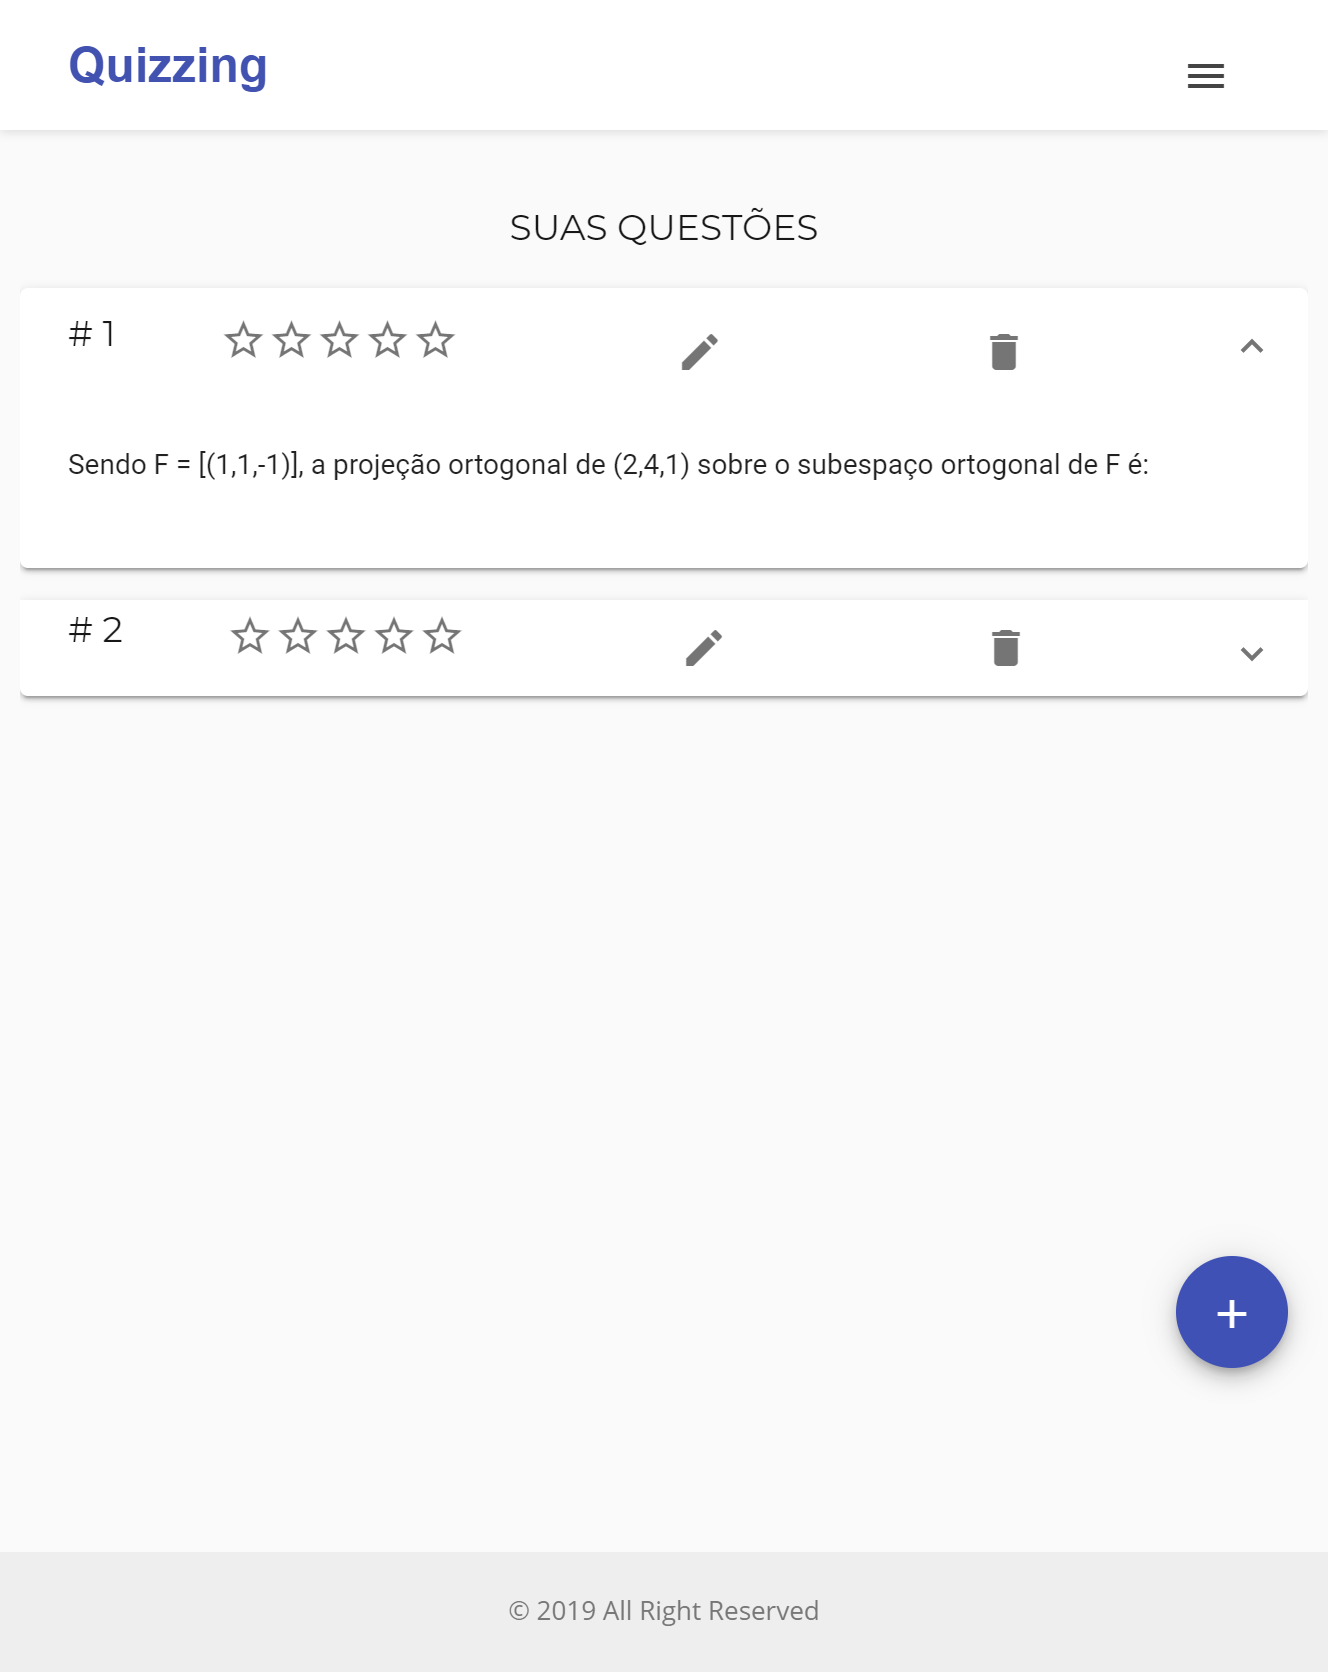 Quizzing
SUAS QUESTÕES
# 1
Sendo F = [(1,1,-1)], a projeção ortogonal de (2,4,1) sobre o subespaço ortogonal de F é:
# 2
© 2019 All Right Reserved